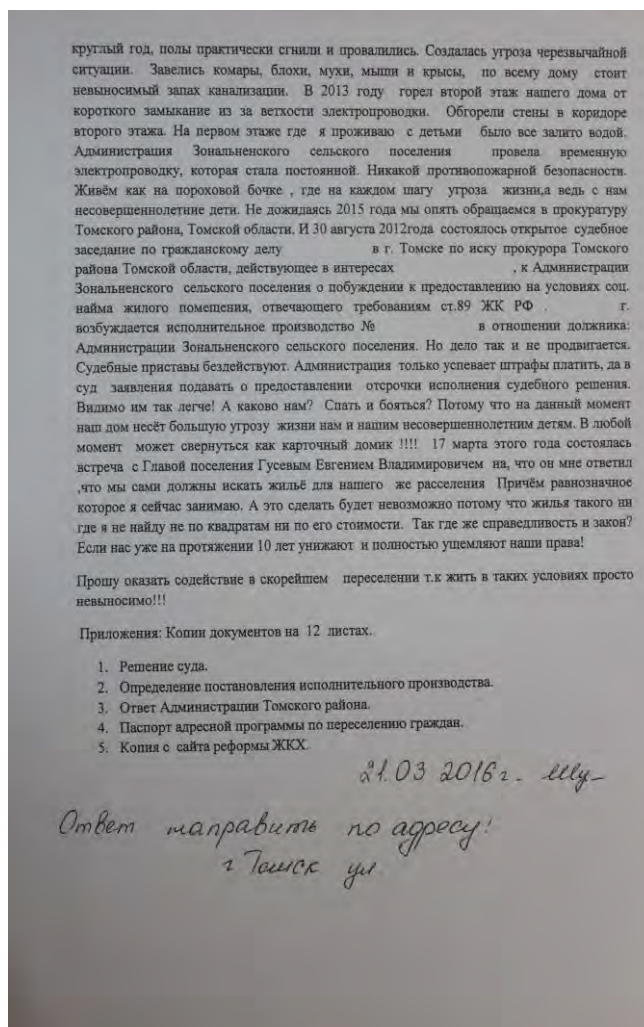 круглый год, полы практически сгнили и провалились. Создалась угроза черезвычайной
ситуации. Завелись комары, блохи, мухи, мыши и крысы, по всему дому стоит
невыносимый запах канализации. В 2013 году горел второй этаж нашего дома от
короткого замыкание из за ветхости электропроводки. Обгорели стены в коридоре
второго этажа. На первом этаже где я проживаю с детьми было все залито водой.
Администрация Зональненского сельского поселения провела временную
электропроводку, которая стала постоянной. Никакой противопожарной безопасности.
Живём как на пороховой бочке , где на каждом шагу угроза жизни,а ведь с нам
несовершеннолетние дети. Не дожидаясь 2015 года мы опять обращаемся в прокуратуру
Томского района, Томской области. И 30 августа 2012года состоялось открытое судебное
заседание по гражданскому делу в г. Томске по иску прокурора Томского
района Томской области, действующее в интересах , к Администрации
Зональненского сельского поселения о побуждении к предоставлению на условиях соц.
найма жилого помещения, отвечающего требованиям ст.89 ЖК РФ . г.
возбуждается исполнительное производство № в отношении должника:
Администрации Зональненского сельского поселения. Но дело так и не продвигается.
Судебные приставы бездействуют. Администрация только успевает штрафы платить, да в
суд заявления подавать о предоставлении отсрочки исполнения судебного решения.
Видимо им так легче! А каково нам? Спать и бояться? Потому что на данный момент
наш дом несёт большую угрозу жизни нам и нашим несовершеннолетним детям. В любой
момент может свернуться как карточный домик !!!! 17 марта этого года состоялась
встреча с Главой поселения Гусевым Евгением Владимировичем на, что он мне ответил
,что мы сами должны искать жильё для нашего же расселения Причём равнозначное
которое я сейчас занимаю. А это сделать будет невозможно потому что жилья такого ни
где я не найду не по квадратам ни по его стоимости. Так где же справедливость и закон?
Если нас уже на протяжении 10 лет унижают и полностью ущемляют наши права!
Прошу оказать содействие в скорейшем переселении т.к жить в таких условиях просто
невыносимо!!!
Приложения: Копии документов на 12 листах.
1. Решение суда.
2. Определение постановления исполнительного производства.
3. Ответ Администрации Томского района.
4. Паспорт адресной программы по переселению граждан.
5. Копия с сайта реформы ЖКХ.
21.03 2016 г.
Ответ направить по адресу!
г Томск ул